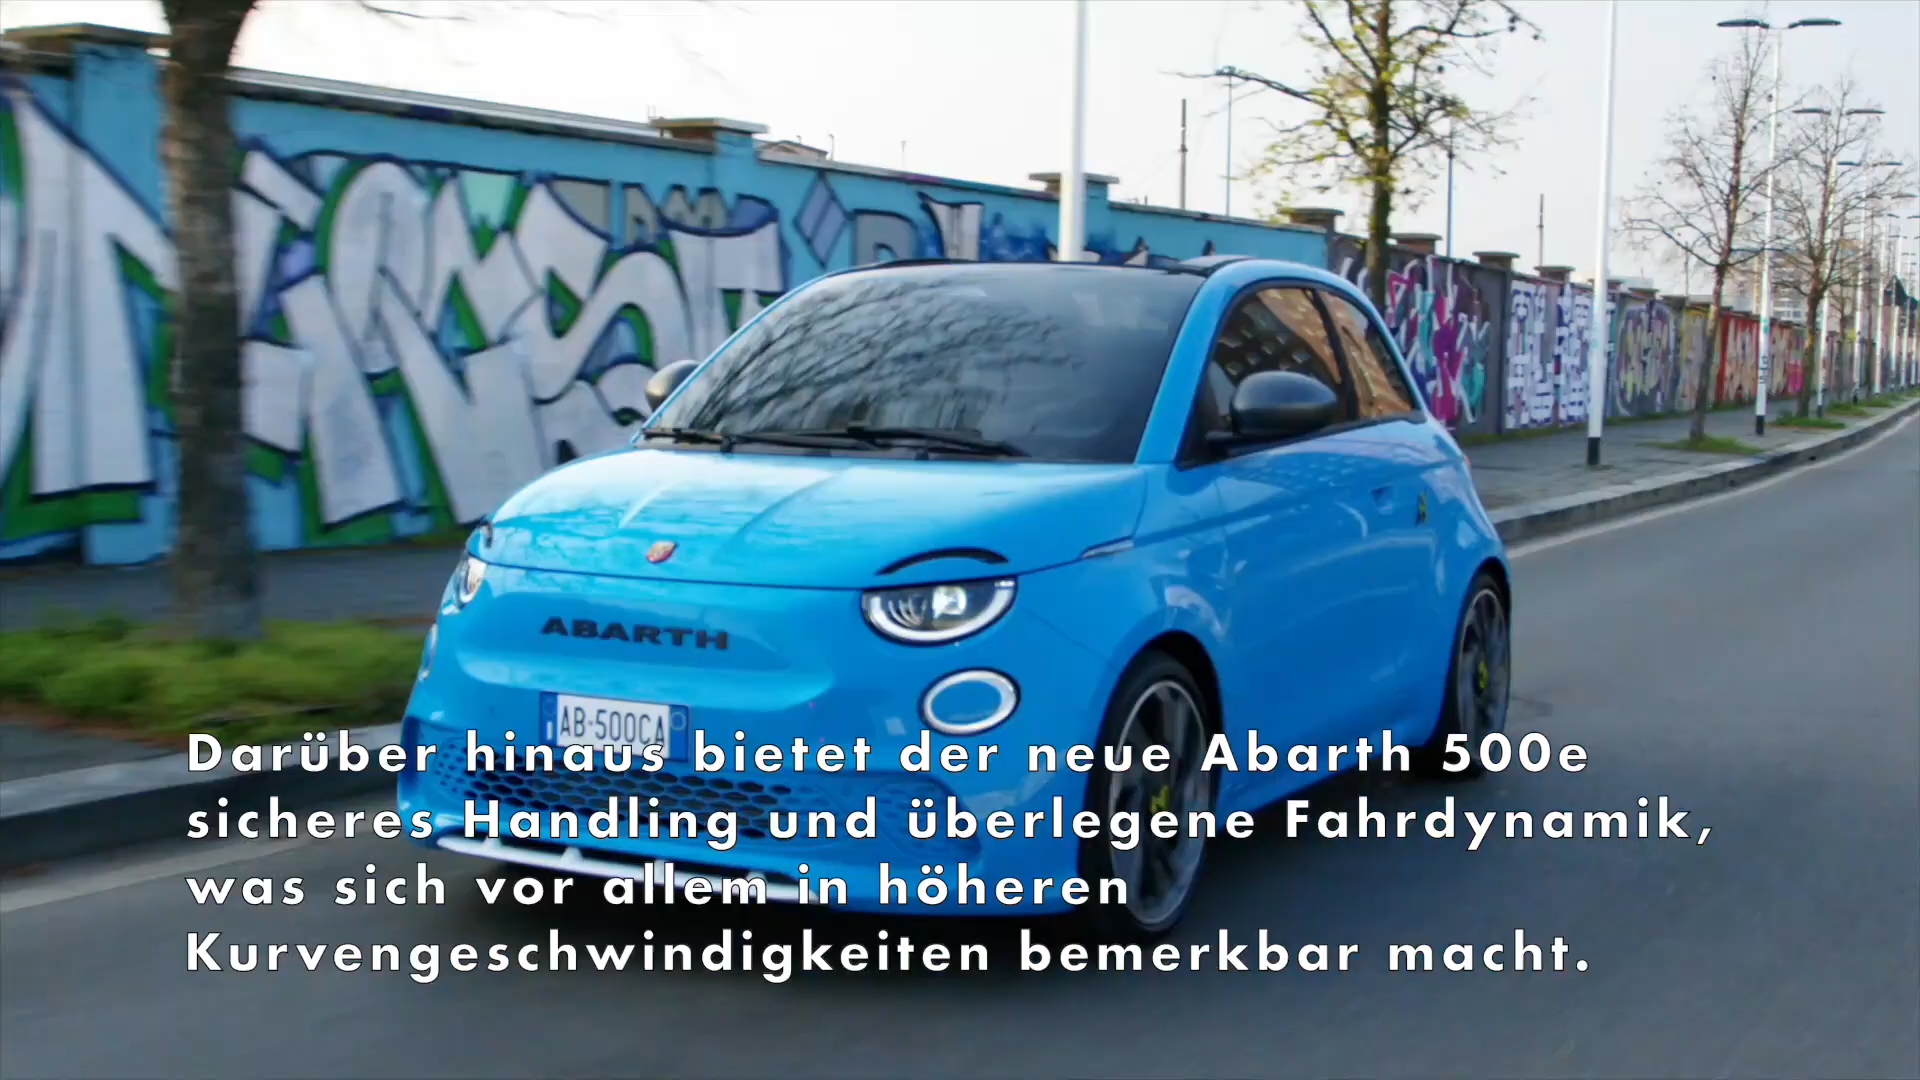 ABARTH
AB·500CA
Darüber hinaus bietet der neue Abarth 500e
sicheres Handling und überlegene Fahrdynamik,
was sich vor allem in höheren
Kurvengeschwindigkeiten bemerkbar macht.